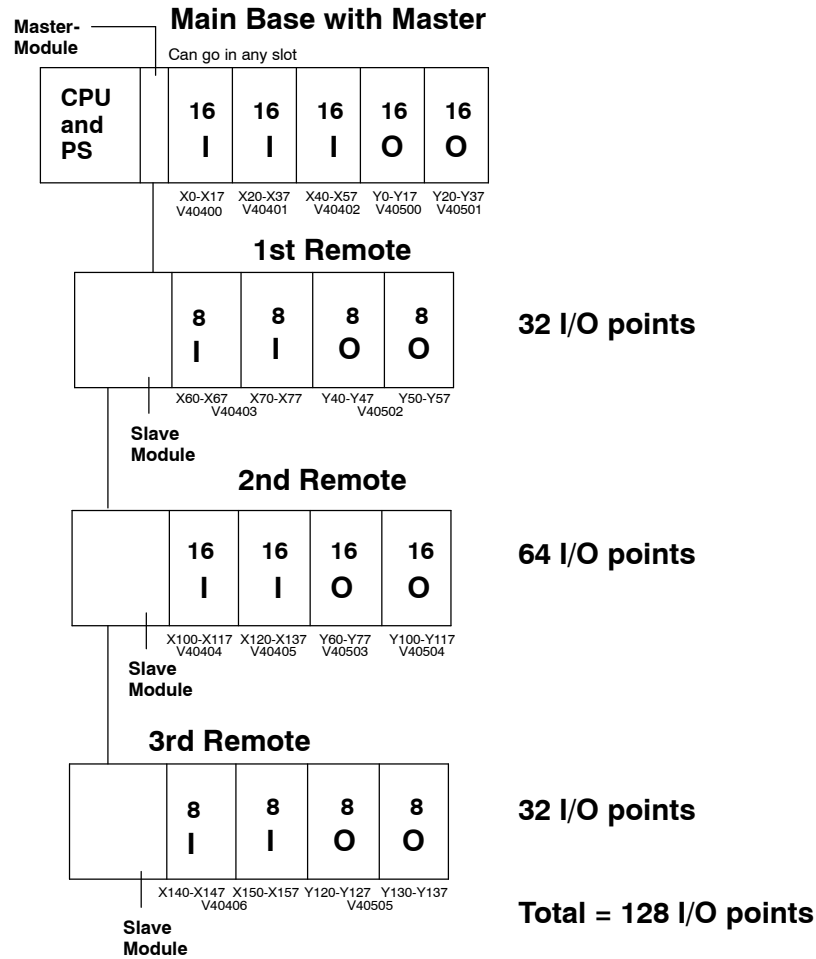 Main Base with Master
Master-
Module
Can go in any slot
CPU
and
PS
16 16 16 16 16
I I I O O
X0-X17 X20-X37 X40-X57 Y0-Y17 Y20-Y37
V40400 V40401 V40402 V40500 V40501
1st Remote
8 8 8 8
I I O O
32 I/O points
X60-X67 X70-X77 Y40-Y47 Y50-Y57
V40403 V40502
Slave
Module
2nd Remote
16 16 16 16
I I O O
64 I/O points
X100-X117 X120-X137 Y60-Y77 Y100-Y117
V40404 V40405 V40503 V40504
Slave
Module
3rd Remote
8 8 8 8
I I O O
32 I/O points
X140-X147 X150-X157 Y120-Y127 Y130-Y137
V40406 V40505
Slave
Module
Total = 128 I/O points